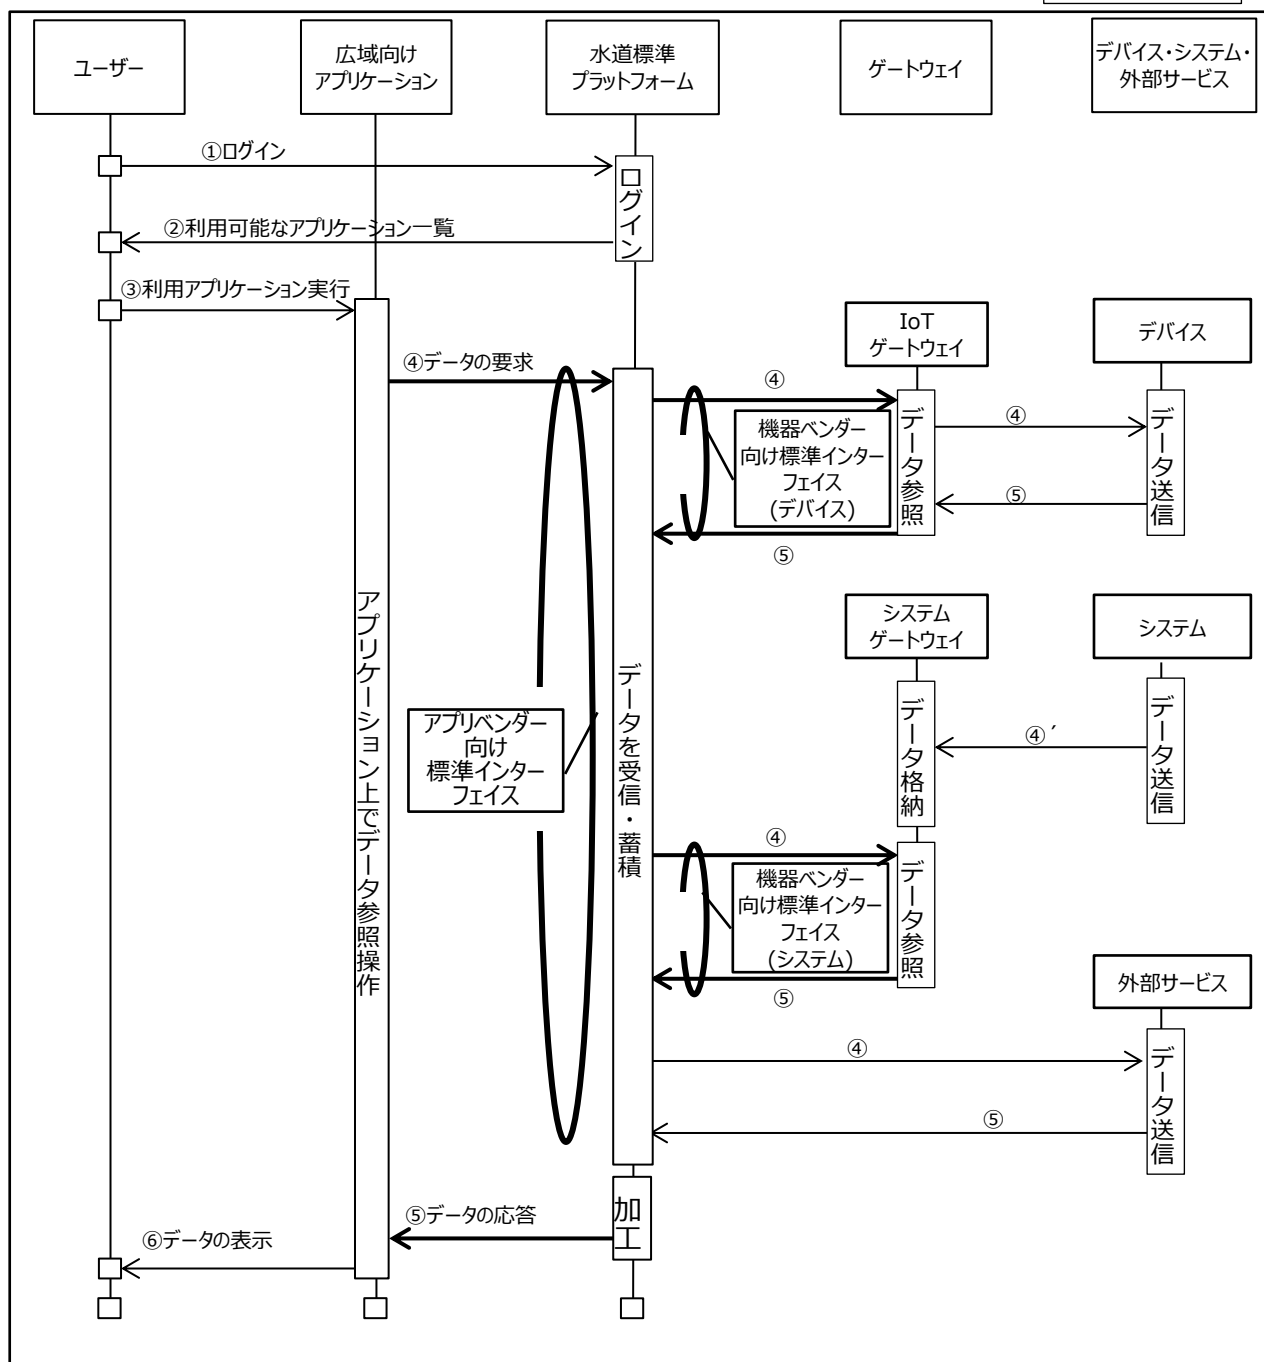 ユーザー
広域向け
アプリケーション
水道標準
プラットフォーム
ゲートウェイ
デバイス・システム・
外部サービス
①ログイン
ログイン
②利用可能なアプリケーション一覧
③利用アプリケーション実行
IoT
ゲートウェイ
デバイス
④データの要求
④
機器ベンダー
向け標準インター
フェイス
(デバイス)
データ参照
④
⑤
データ送信
⑤
システム
ゲートウェイ
システム
アプリケーション上でデータ参照操作
アプリベンダー
向け
標準インター
フェイス
データを受信・蓄積
データ格納
④´
データ送信
④
機器ベンダー
向け標準インター
フェイス
(システム)
データ参照
⑤
外部サービス
④
⑤
データ送信
加工
⑤データの応答
⑥データの表示